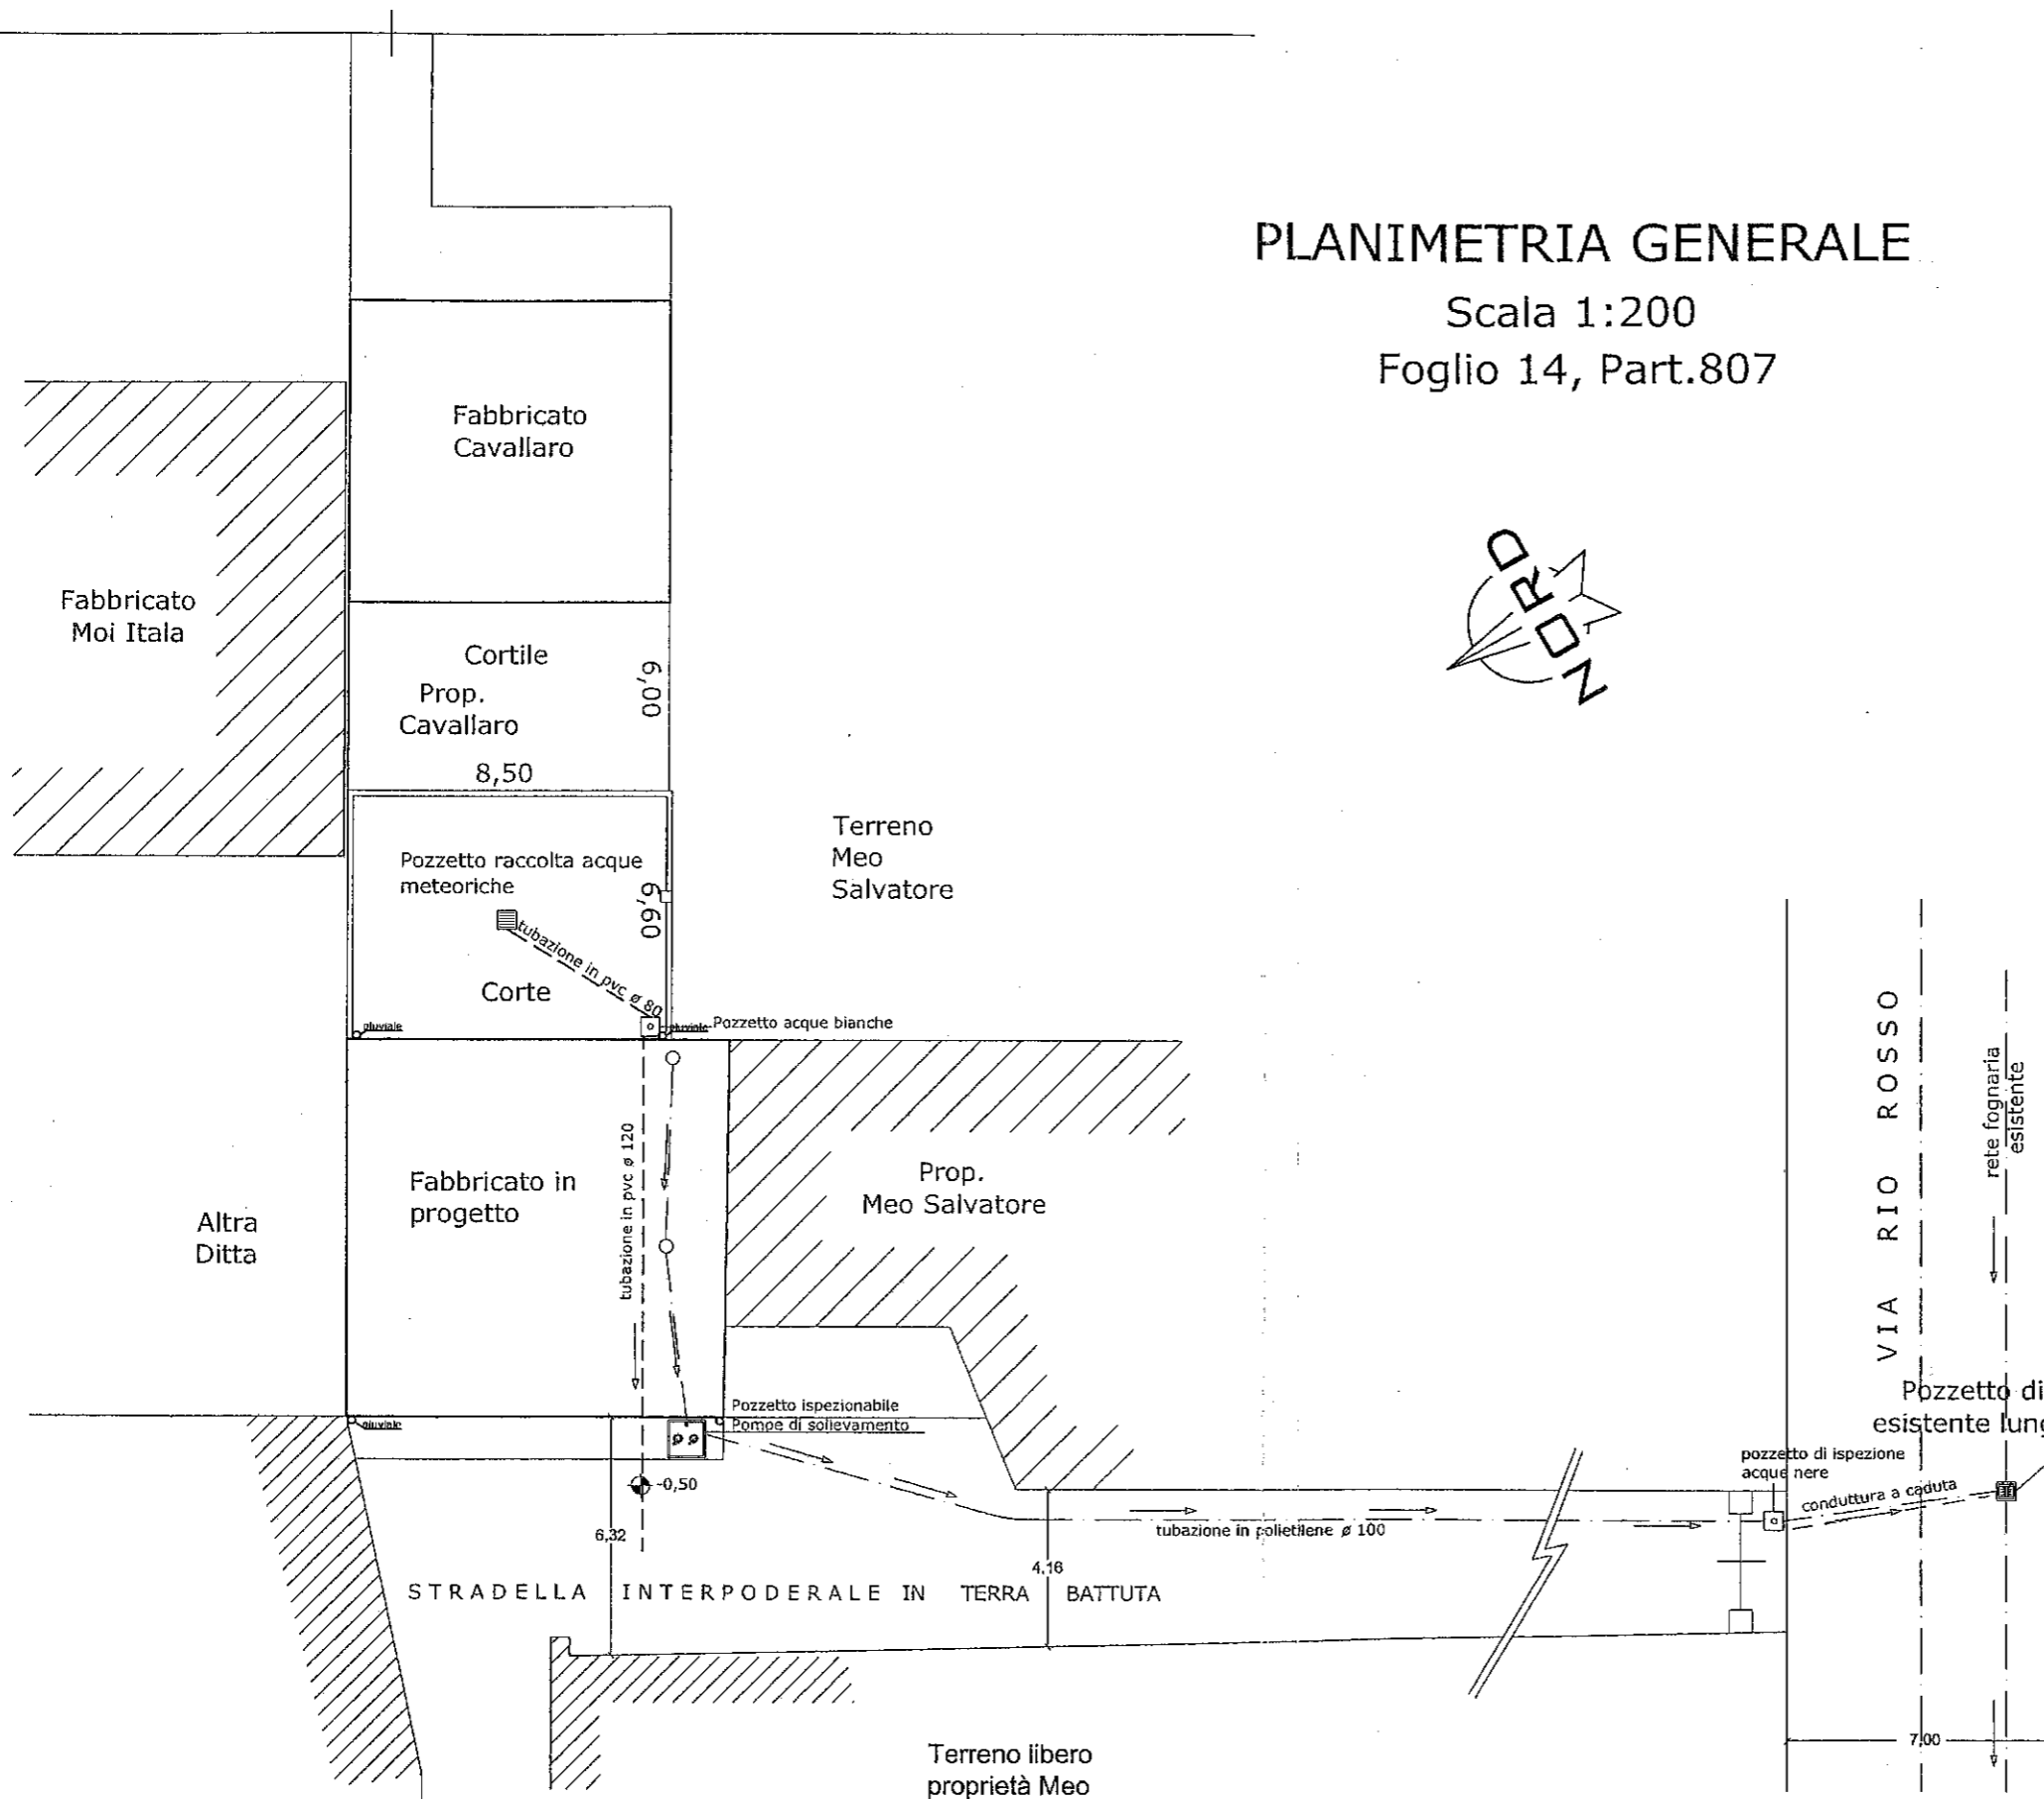 PLANIMETRIA GENERALE
Scala 1:200
Foglio 14, Part.807
NORD
Fabbricato
Cavallaro
Fabbricato
Moi Itala
Cortile
Prop.
Cavallaro
6,00
8,50
Terreno
Meo
Salvatore
Pozzetto raccolta acque
meteoriche
6,60
tubazione in pvc ø 80
Corte
pluviale
pluviale
Pozzetto acque bianche
Fabbricato in
progetto
tubazione in pvc ø 120
Prop.
Meo Salvatore
Altra
Ditta
VIA RIO ROSSO
rete fognaria
esistente
pluviale
Pozzetto ispezionabile
Pompe di sollevamento
Pozzetto di
esistente lung
pozzetto di ispezione
acque nere
conduttura a caduta
-0,50
tubazione in polietilene ø 100
6,32
4,16
STRADELLA INTERPODERALE IN TERRA BATTUTA
7,00
Terreno libero
proprietà Meo